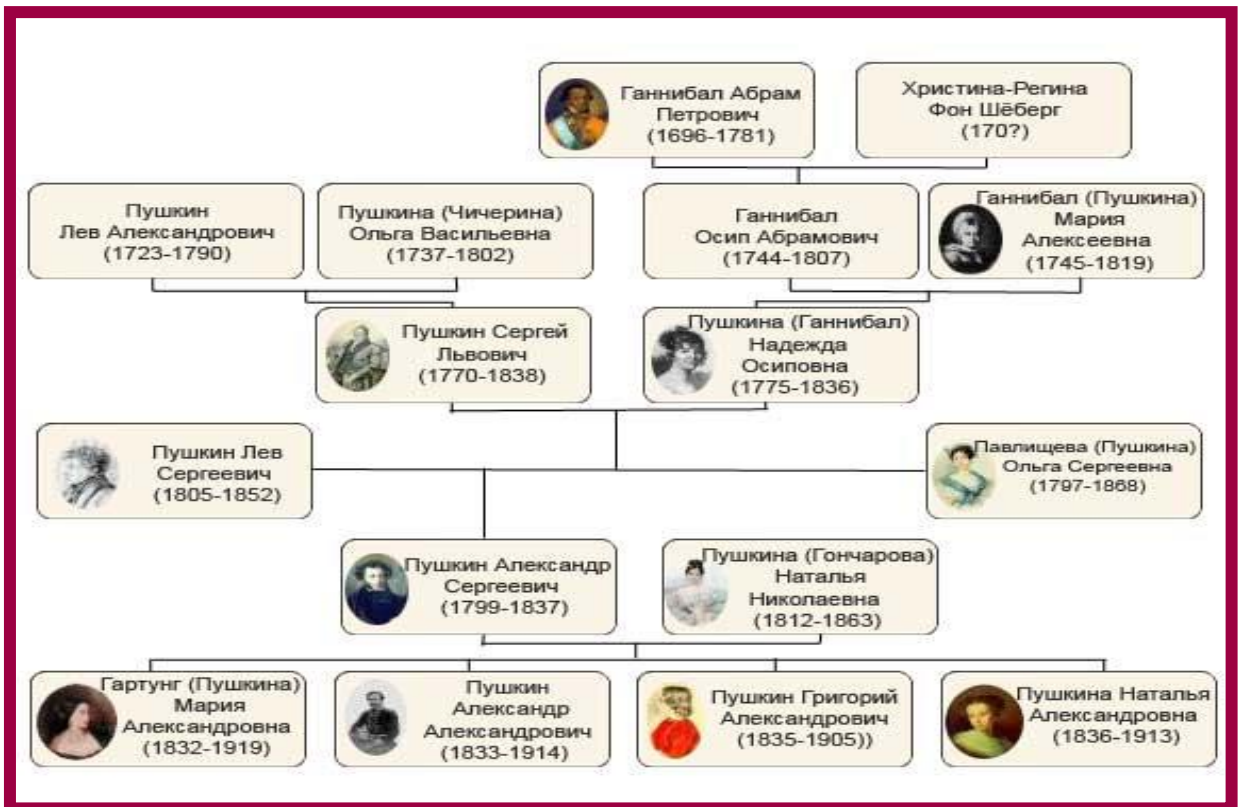 Ганнибал Абрам
Петрович
(1696-1781)
Христина-Регина
Фон Шёберг
(170?)
Пушкин
Лев Александрович
(1723-1790)
Пушкина (Чичерина)
Ольга Васильевна
(1737-1802)
Ганнибал
Осип Абрамович
(1744-1807)
Ганнибал (Пушкина)
Мария
Алексеевна
(1745-1819)
Пушкин Сергей
Львович
(1770-1838)
Пушкина (Ганнибал)
Надежда
Осиповна
(1775-1836)
Пушкин Лев
Сергеевич
(1805-1852)
Павлищева (Пушкина)
Ольга Сергеевна
(1797-1868)
Пушкин Александр
Сергеевич
(1799-1837)
Пушкина (Гончарова)
Наталья
Николаевна
(1812-1863)
Гартунг (Пушкина)
Мария
Александровна
(1832-1919)
Пушкин
Александр
Александрович
(1833-1914)
Пушкин Григорий
Александрович
(1835-1905))
Пушкина Наталья
Александровна
(1836-1913)